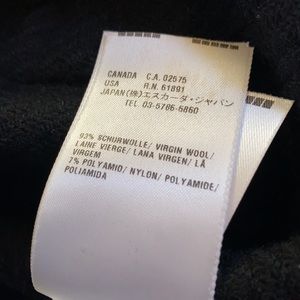 CANADA C.A. 02575
USA R.N. 61891
JAPAN(株)エスカーダ・ジャパン
TEL 03-5786-6860
93% SCHURWOLLE/ VIRGIN WOOL/
LAINE VIERGE/ LANA VIRGEN/ LÃ
VIRGEM
7% POLYAMID/ NYLON/ POLYAMIDE/
POLIAMIDA